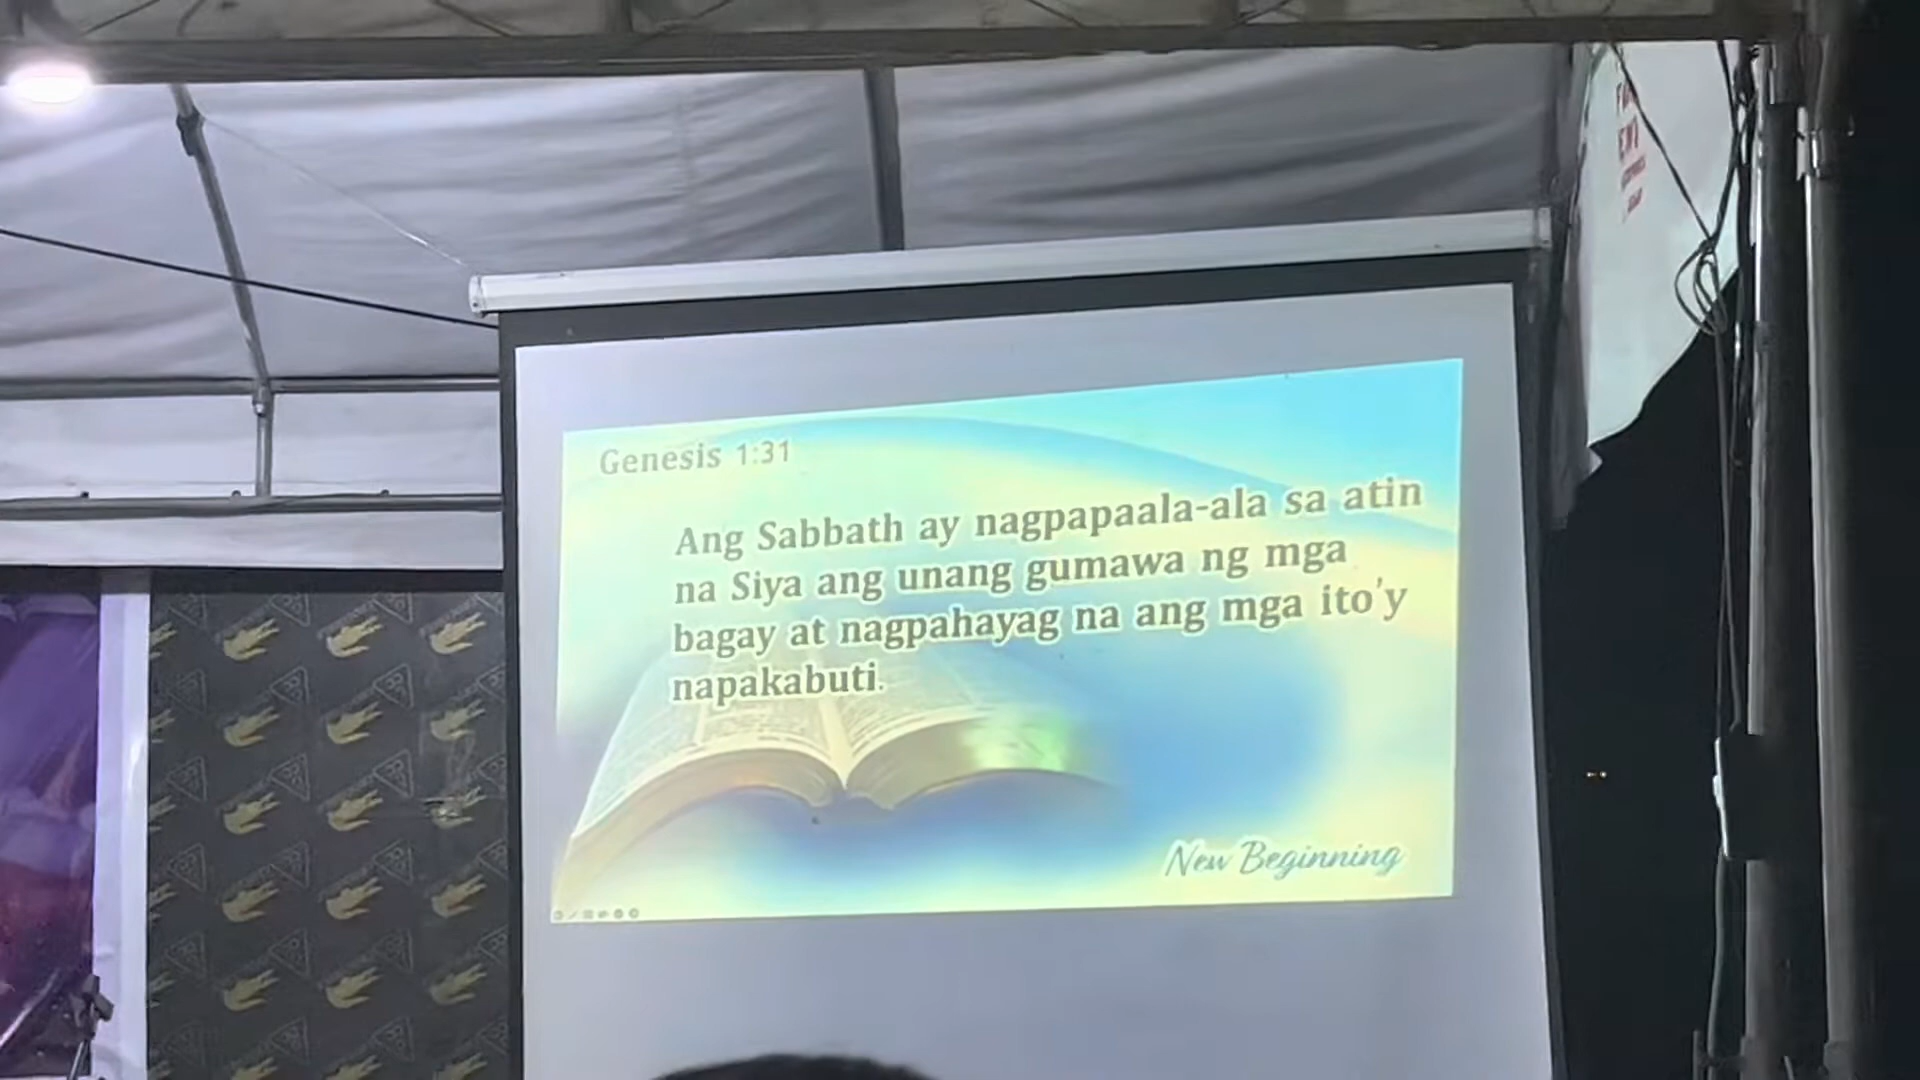 Genesis 1:31
Ang Sabbath ay nagpapaala-ala sa atin
na Siya ang unang gumawa ng mga
bagay at nagpahayag na ang mga ito'y
napakabuti.
New Beginning